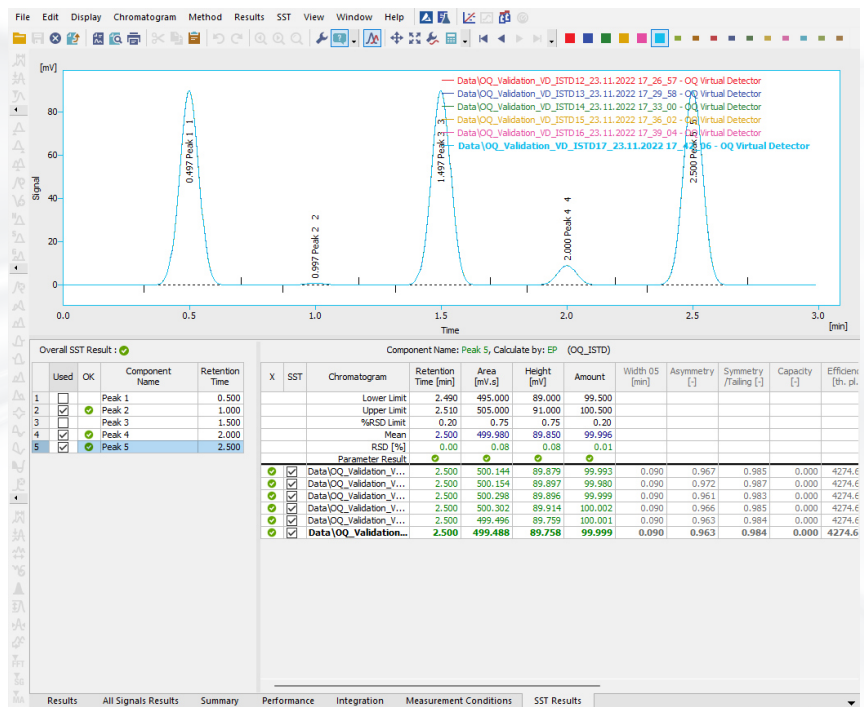 File Edit Display Chromatogram Method Results SST View Window Help
[mV]
Data\OQ_Validation_VD_ISTD12_23.11.2022 17_26_57 - OQ Virtual Detector
Data\OQ_Validation_VD_ISTD13_23.11.2022 17_29_58 - OQ Virtual Detector
Data\OQ_Validation_VD_ISTD14_23.11.2022 17_33_00 - OQ Virtual Detector
Data\OQ_Validation_VD_ISTD15_23.11.2022 17_36_02 - OQ Virtual Detector
Data\OQ_Validation_VD_ISTD16_23.11.2022 17_39_04 - OQ Virtual Detector
Data\OQ_Validation_VD_ISTD17_23.11.2022 17_42_06 - OQ Virtual Detector
80
60
40
20
0
Signal
0.497 Peak 1 1
0.997 Peak 2 2
1.497 Peak 3 3
2.000 Peak 4 4
2.500 Peak 5 5
0.0 0.5 1.0 1.5 2.0 2.5 3.0
Time [min]
Overall SST Result :
Used OK Component Name Retention Time
1 Peak 1 0.500
2 Peak 2 1.000
3 Peak 3 1.500
4 Peak 4 2.000
5 Peak 5 2.500
Component Name: Peak 5, Calculate by: EP (OQ_ISTD)
X SST Chromatogram Retention Time [min] Area [mV.s] Height [mV] Amount Width 05 [min] Asymmetry [-] Symmetry /Tailing [-] Capacity [-] Efficienc [th. pl.
Lower Limit 2.490 495.000 89.000 99.500
Upper Limit 2.510 505.000 91.000 100.500
%RSD Limit 0.20 0.75 0.75 0.20
Mean 2.500 499.980 89.850 99.996
RSD [%] 0.00 0.08 0.08 0.01
Parameter Result
Data\OQ_Validation_V... 2.500 500.144 89.879 99.993 0.090 0.967 0.985 0.000 4274.6
Data\OQ_Validation_V... 2.500 500.154 89.897 99.980 0.090 0.972 0.987 0.000 4274.6
Data\OQ_Validation_V... 2.500 500.298 89.896 99.999 0.090 0.961 0.983 0.000 4274.6
Data\OQ_Validation_V... 2.500 500.302 89.914 100.002 0.090 0.966 0.985 0.000 4274.6
Data\OQ_Validation_V... 2.500 499.496 89.759 100.001 0.090 0.963 0.984 0.000 4274.6
Data\OQ_Validation... 2.500 499.488 89.758 99.999 0.090 0.963 0.984 0.000 4274.6
Results All Signals Results Summary Performance Integration Measurement Conditions SST Results